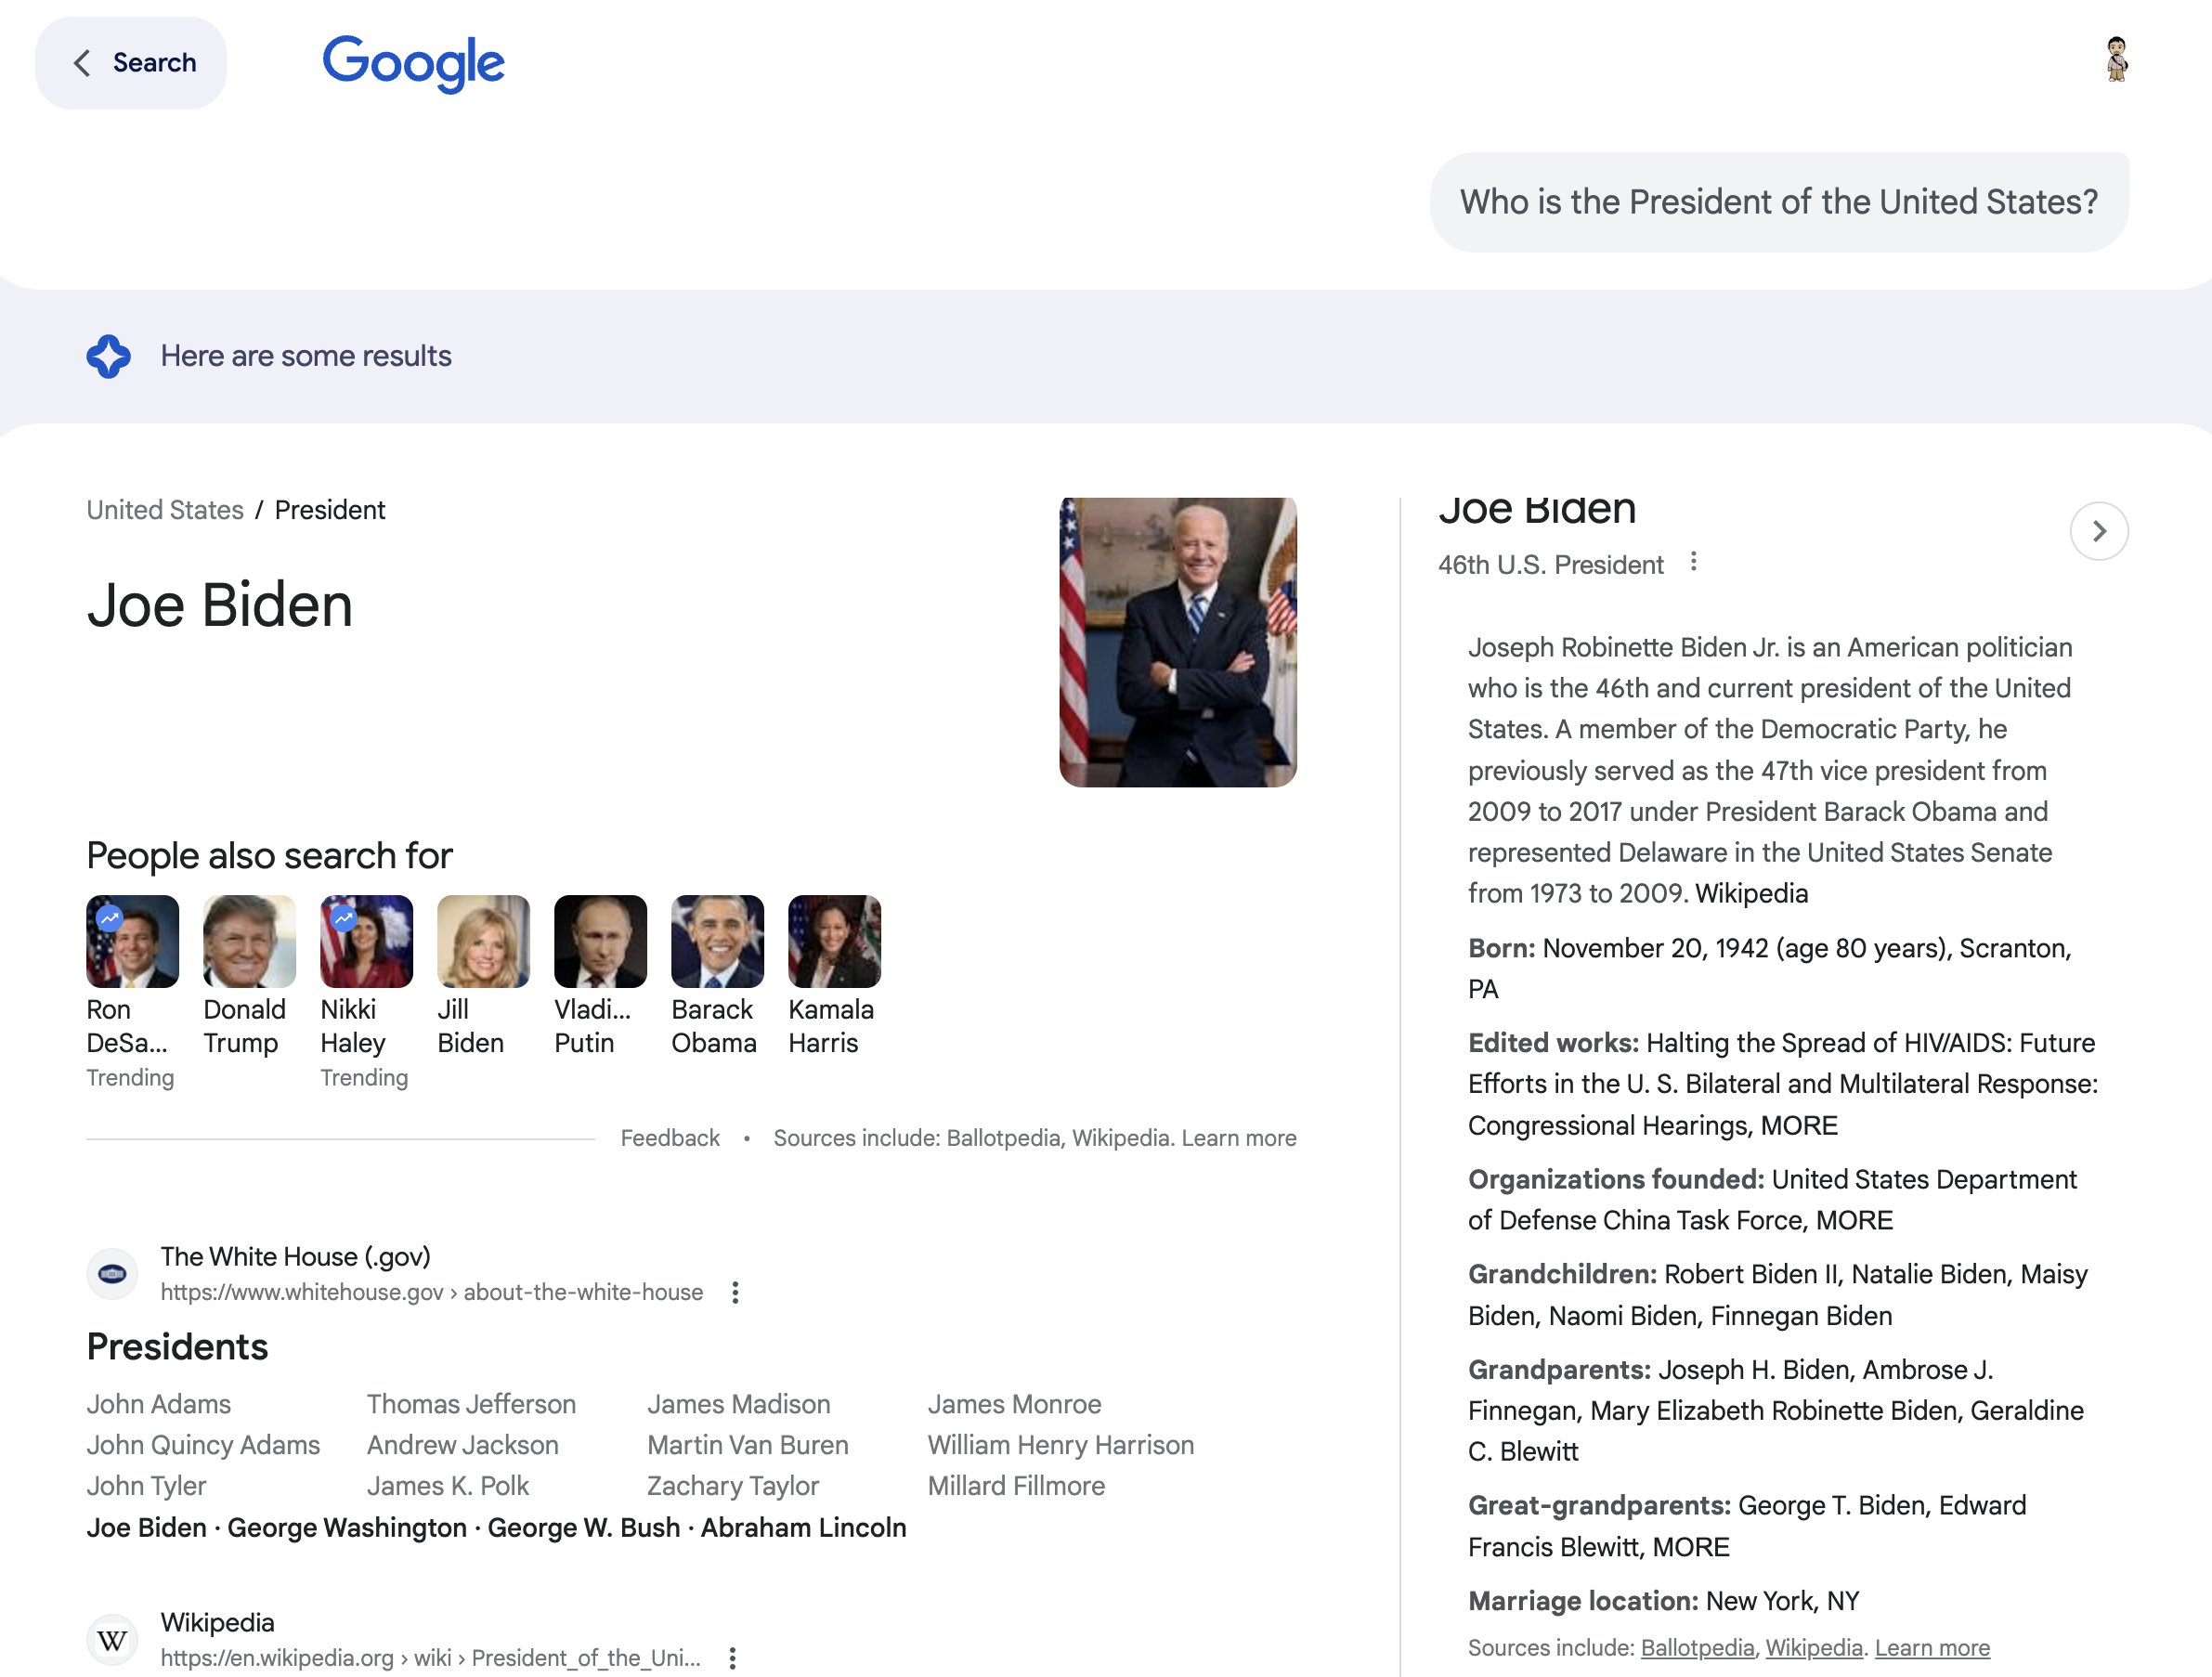 Search
Google
Who is the President of the United States?
Here are some results
United States / President
Joe Biden
People also search for
Ron DeSa...
Trending
Donald Trump
Nikki Haley
Trending
Jill Biden
Vladi... Putin
Barack Obama
Kamala Harris
Feedback • Sources include: Ballotpedia, Wikipedia. Learn more
The White House (.gov)
https://www.whitehouse.gov › about-the-white-house
Presidents
John Adams Thomas Jefferson James Madison James Monroe
John Quincy Adams Andrew Jackson Martin Van Buren William Henry Harrison
John Tyler James K. Polk Zachary Taylor Millard Fillmore
Joe Biden · George Washington · George W. Bush · Abraham Lincoln
W
Wikipedia
https://en.wikipedia.org › wiki › President_of_the_Uni...
Joe Biden
46th U.S. President
Joseph Robinette Biden Jr. is an American politician
who is the 46th and current president of the United
States. A member of the Democratic Party, he
previously served as the 47th vice president from
2009 to 2017 under President Barack Obama and
represented Delaware in the United States Senate
from 1973 to 2009. Wikipedia
Born: November 20, 1942 (age 80 years), Scranton,
PA
Edited works: Halting the Spread of HIV/AIDS: Future
Efforts in the U. S. Bilateral and Multilateral Response:
Congressional Hearings, MORE
Organizations founded: United States Department
of Defense China Task Force, MORE
Grandchildren: Robert Biden II, Natalie Biden, Maisy
Biden, Naomi Biden, Finnegan Biden
Grandparents: Joseph H. Biden, Ambrose J.
Finnegan, Mary Elizabeth Robinette Biden, Geraldine
C. Blewitt
Great-grandparents: George T. Biden, Edward
Francis Blewitt, MORE
Marriage location: New York, NY
Sources include: Ballotpedia, Wikipedia. Learn more